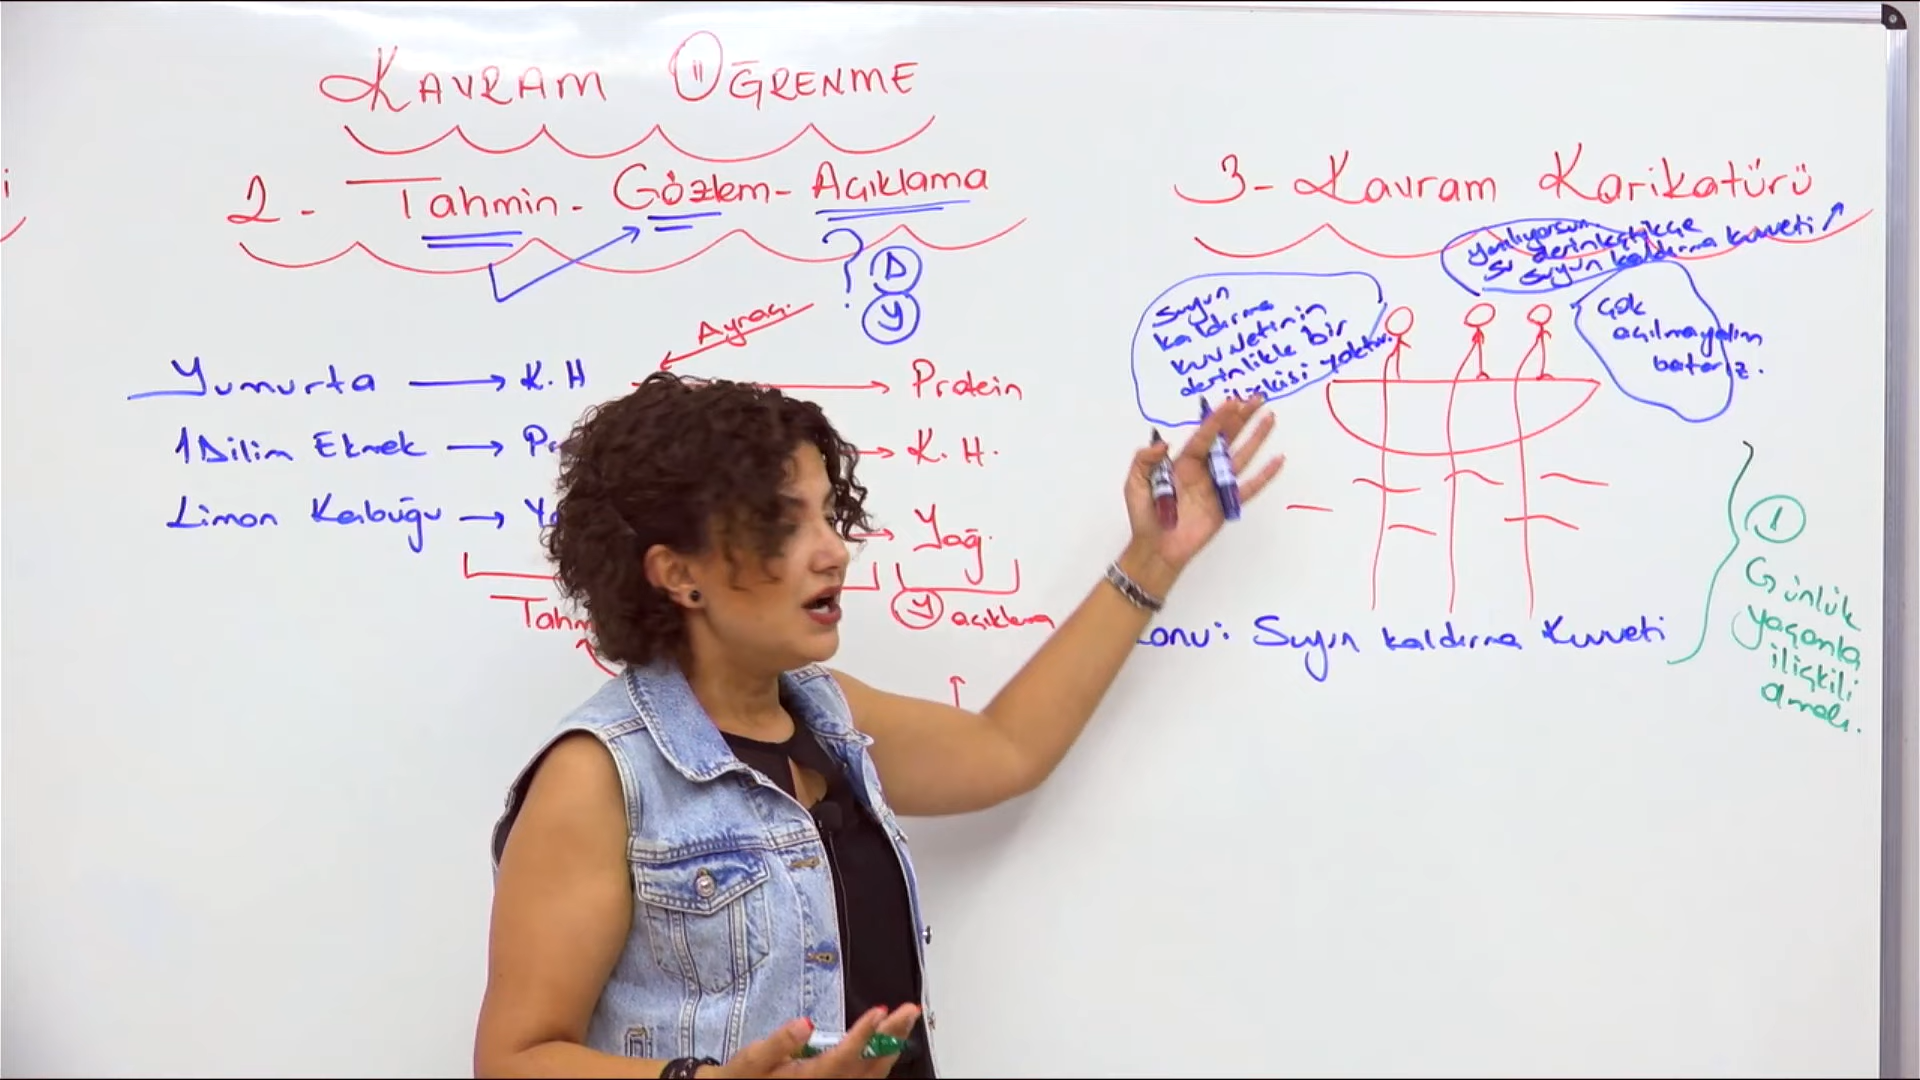 KAVRAM ÖĞRENME
2 - Tahmin - Gözlem - Açıklama
?
D
Y
Ayraç.
Yumurta → K.H → Protein
1 Dilim Ekmek → → K.H.
Limon Kabuğu → → Yağ.
Y açıklama
3 - Kavram Karikatürü
yanılıyorsun
su derinleştikçe
suyun kaldırma kuvveti ↗
Suyun
kaldırma
kuvvetinin
derinlikle bir
ilişkisi yoktur.
Çok
açılmayalım
batarız.
konu: Suyun kaldırma kuvveti
1
Günlük
yaşamla
ilişkili
olmalı.